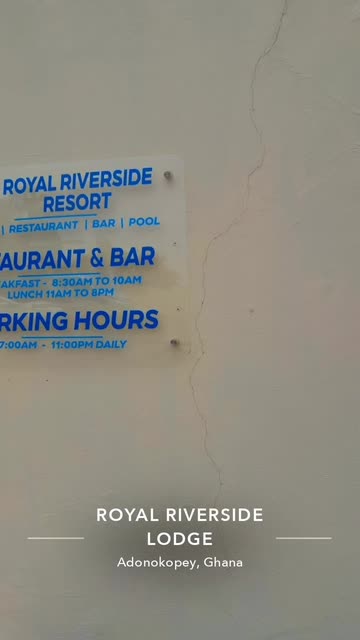 ROYAL RIVERSIDE
RESORT
| RESTAURANT | BAR | POOL
AURANT & BAR
AKFAST - 8:30AM TO 10AM
LUNCH 11AM TO 8PM
RKING HOURS
7:00AM - 11:00PM DAILY
ROYAL RIVERSIDE
LODGE
Adonokopey, Ghana